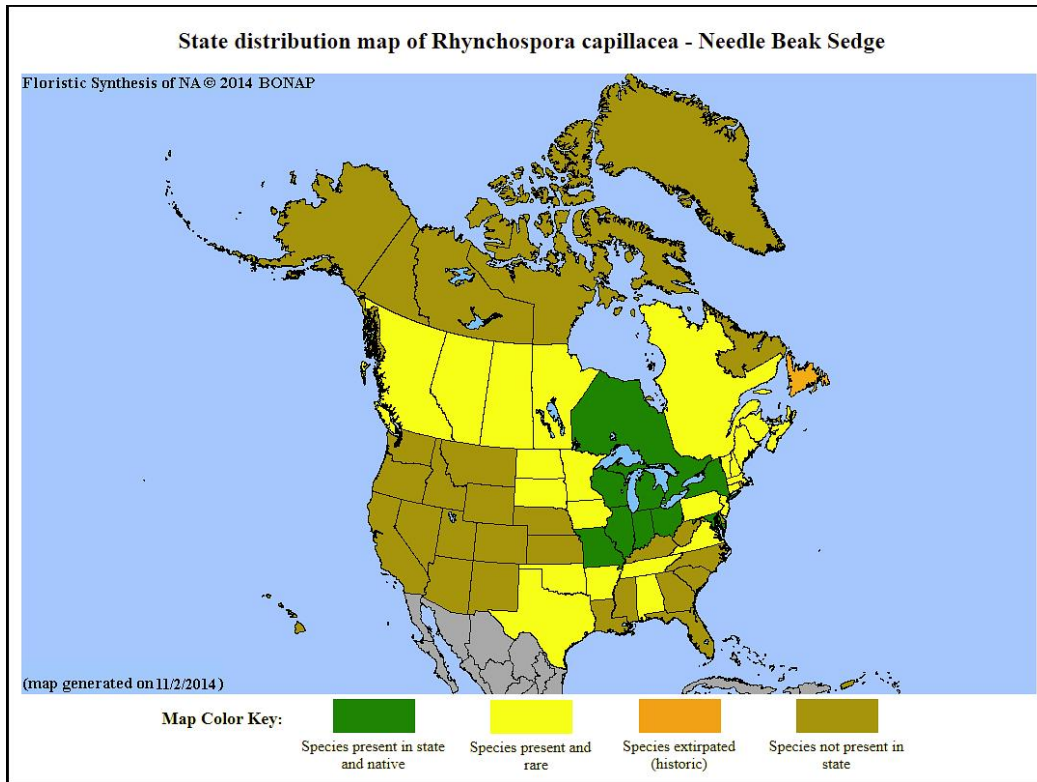 State distribution map of Rhynchospora capillacea - Needle Beak Sedge
Floristic Synthesis of NA © 2014 BONAP
(map generated on 11/2/2014)
Map Color Key:
Species present in state
and native
Species present and
rare
Species extirpated
(historic)
Species not present in
state